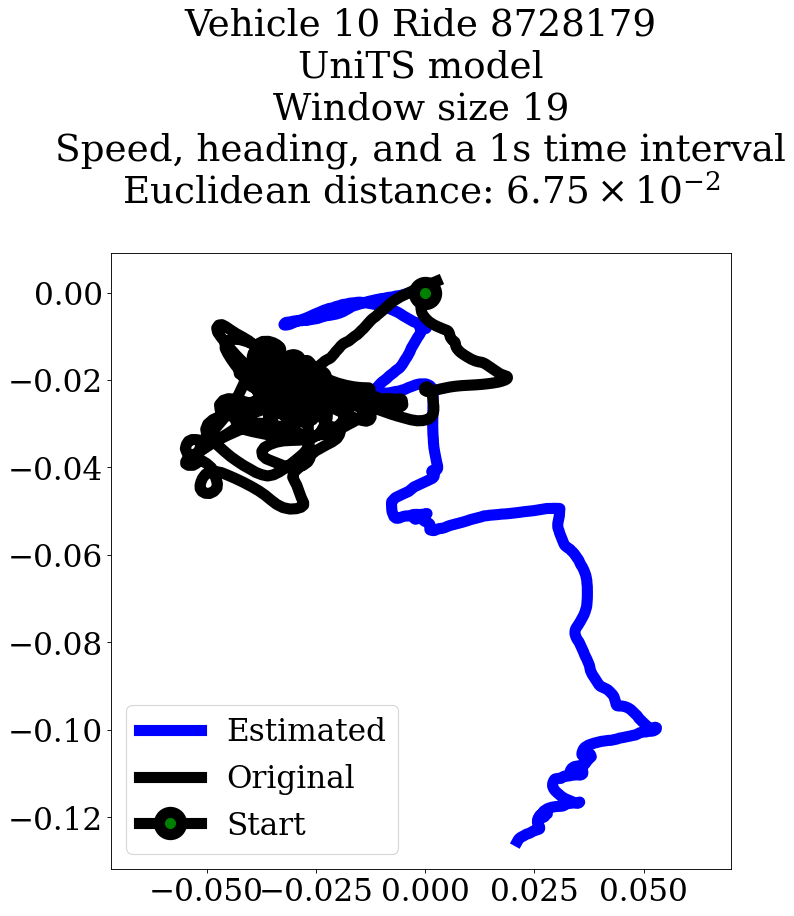 Vehicle 10 Ride 8728179
UniTS model
Window size 19
Speed, heading, and a 1s time interval
Euclidean distance: 6.75 × 10⁻²
0.00
−0.02
−0.04
−0.06
−0.08
−0.10
−0.12
Estimated
Original
Start
−0.050 −0.025 0.000 0.025 0.050